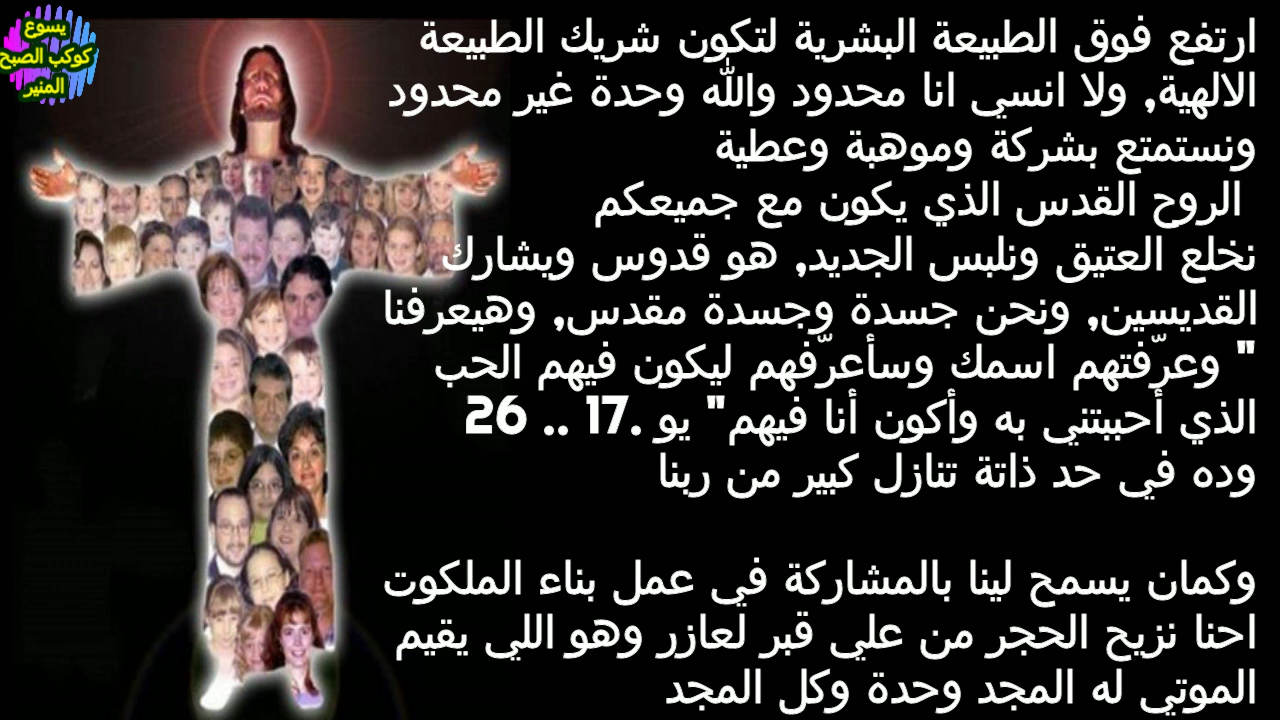 يسوع
كوكب الصبح
المنير
ارتفع فوق الطبيعة البشرية لتكون شريك الطبيعة
الالهية, ولا انسي انا محدود والله وحدة غير محدود
ونستمتع بشركة وموهبة وعطية
الروح القدس الذي يكون مع جميعكم
نخلع العتيق ونلبس الجديد, هو قدوس ويشارك
القديسين, ونحن جسدة وجسدة مقدس, وهيعرفنا
" وعرّفتهم اسمك وسأعرّفهم ليكون فيهم الحب
الذي أحببتني به وأكون أنا فيهم" يو .17 .. 26
وده في حد ذاتة تنازل كبير من ربنا
وكمان يسمح لينا بالمشاركة في عمل بناء الملكوت
احنا نزيح الحجر من علي قبر لعازر وهو اللي يقيم
الموتي له المجد وحدة وكل المجد